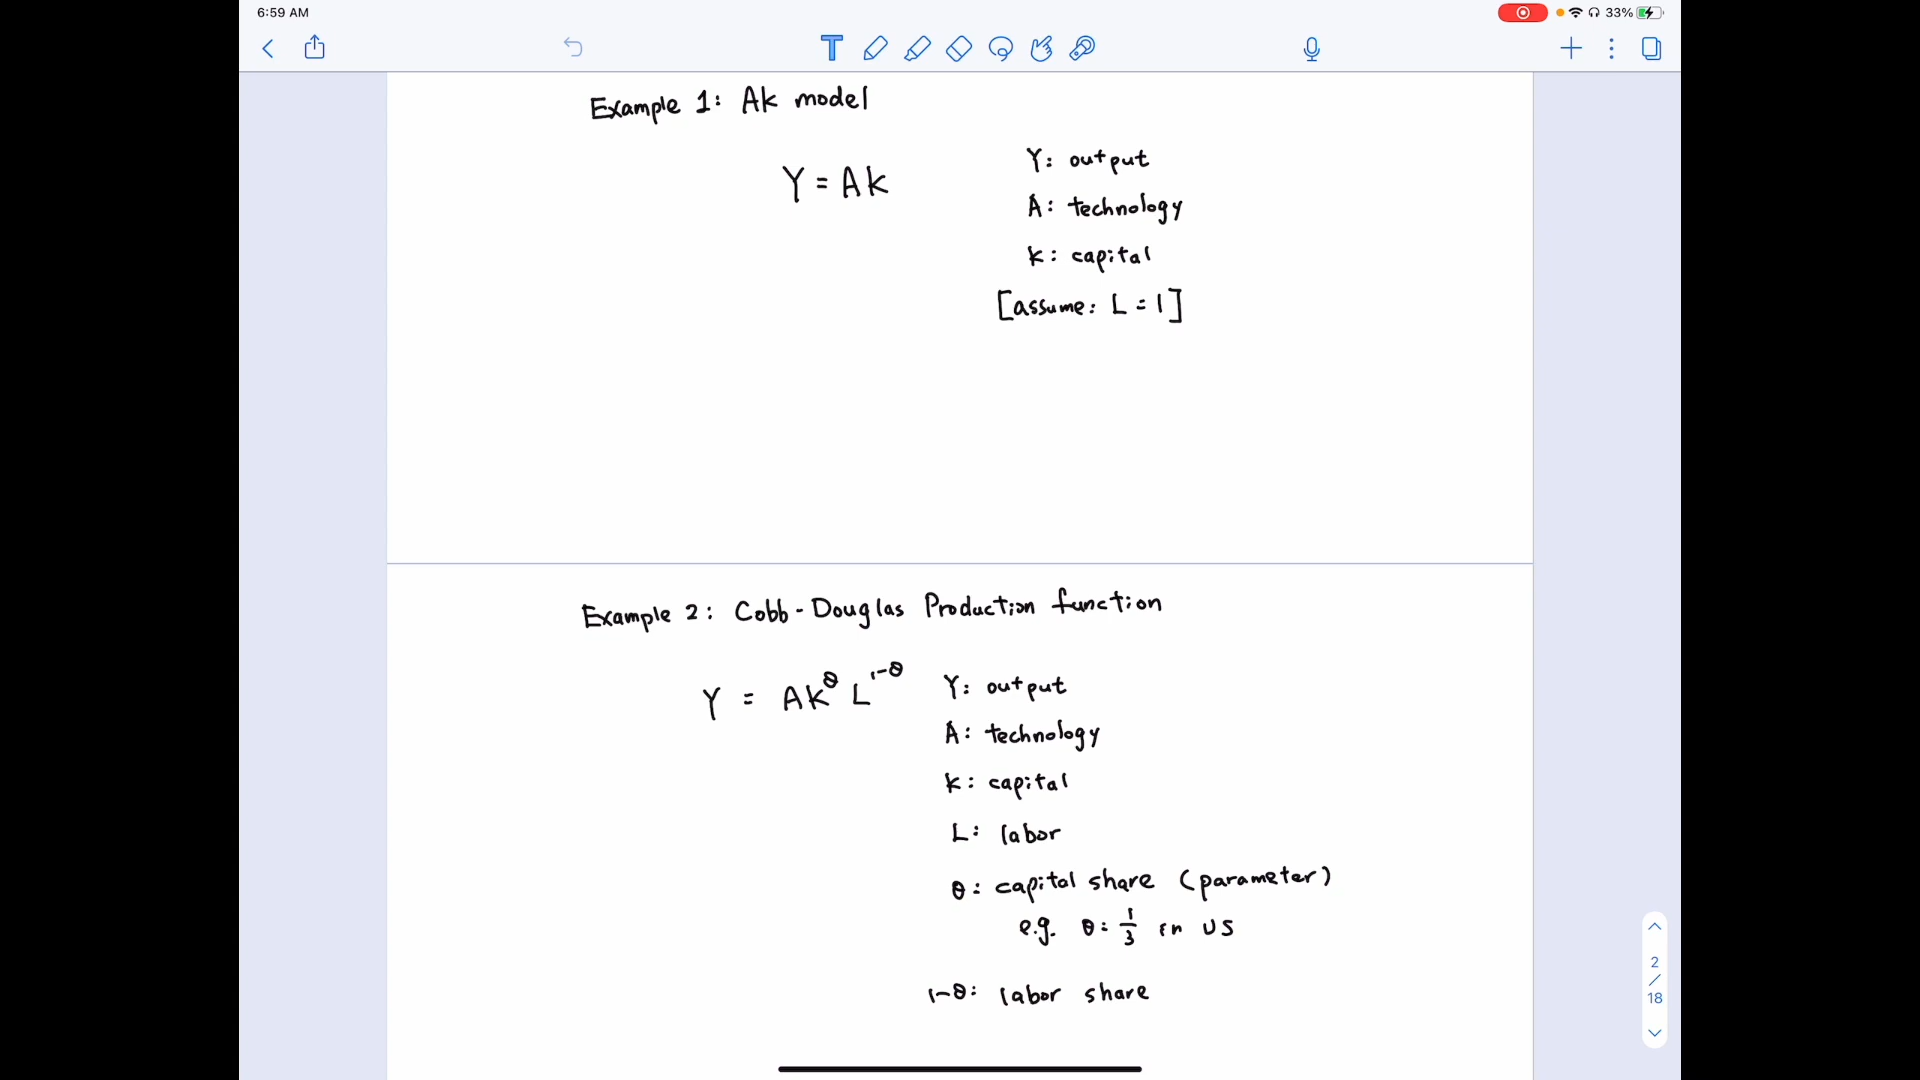 6:59 AM
33%
T
Example 1: Ak model
Y = Ak
Y: output
A: technology
k: capital
[assume: L = 1]
Example 2: Cobb-Douglas Production function
Y = Ak^θ L^1-θ
Y: output
A: technology
k: capital
L: labor
θ: capital share (parameter)
e.g. θ: 1/3 in US
1-θ: labor share
2
/
18